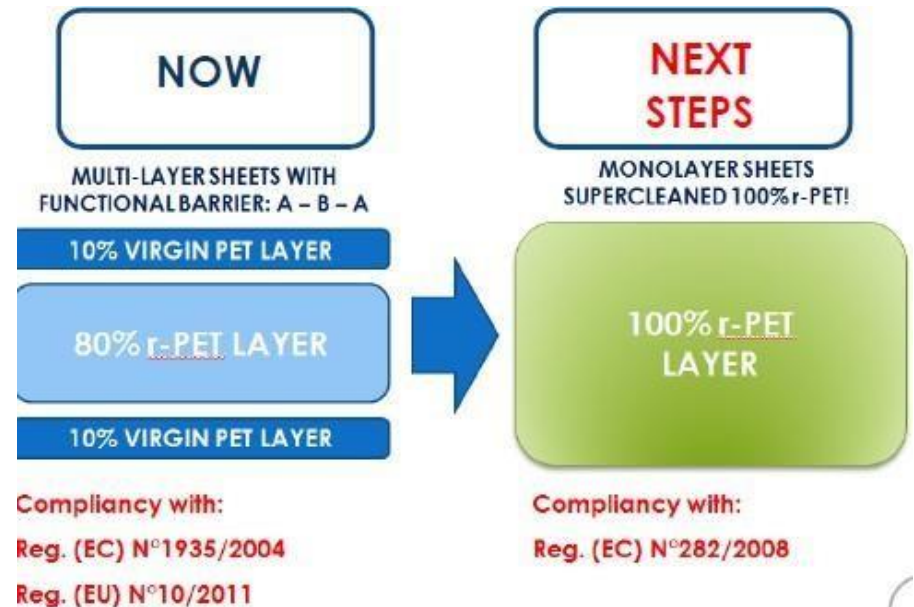 NOW
MULTI-LAYER SHEETS WITH
FUNCTIONAL BARRIER: A – B – A
10% VIRGIN PET LAYER
80% r-PET LAYER
10% VIRGIN PET LAYER
Compliancy with:
Reg. (EC) N°1935/2004
Reg. (EU) N°10/2011
NEXT
STEPS
MONOLAYER SHEETS
SUPERCLEANED 100% r-PET!
100% r-PET
LAYER
Compliancy with:
Reg. (EC) N°282/2008